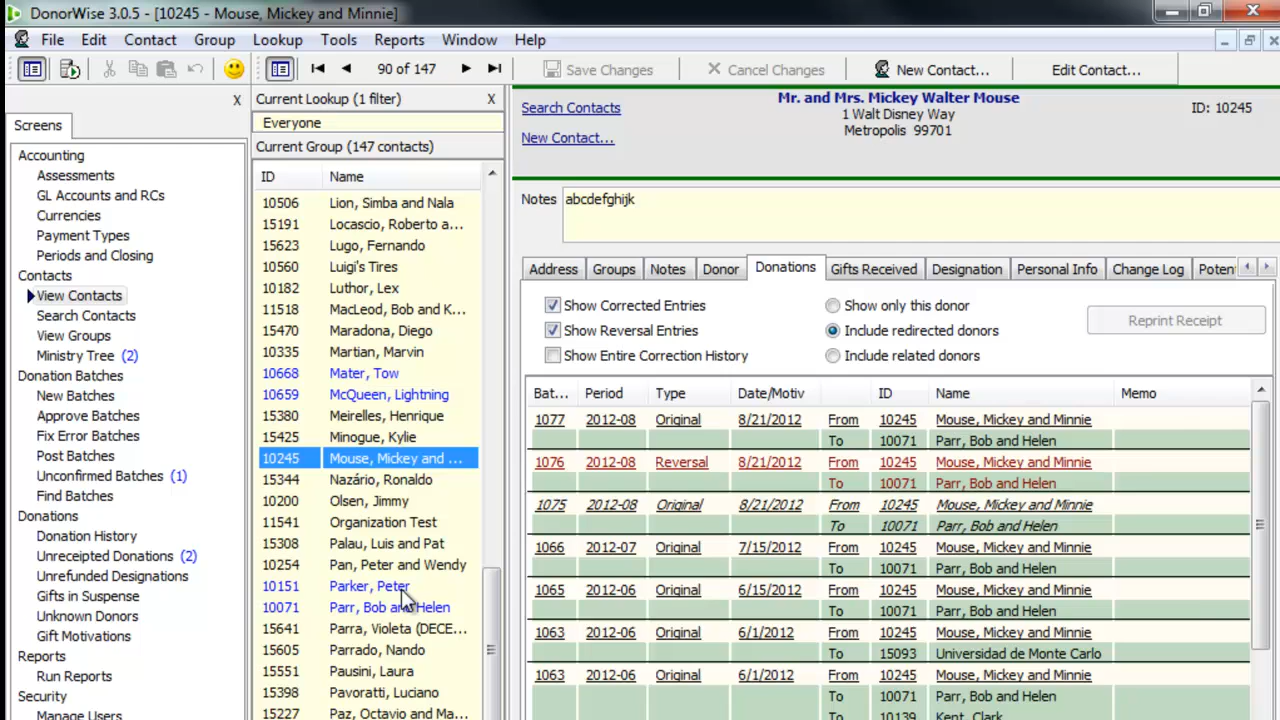 DonorWise 3.0.5 - [10245 - Mouse, Mickey and Minnie]
File Edit Contact Group Lookup Tools Reports Window Help
90 of 147 Save Changes Cancel Changes New Contact... Edit Contact...
X
Screens
Accounting
Assessments
GL Accounts and RCs
Currencies
Payment Types
Periods and Closing
Contacts
View Contacts
Search Contacts
View Groups
Ministry Tree (2)
Donation Batches
New Batches
Approve Batches
Fix Error Batches
Post Batches
Unconfirmed Batches (1)
Find Batches
Donations
Donation History
Unreceipted Donations (2)
Unrefunded Designations
Gifts in Suspense
Unknown Donors
Gift Motivations
Reports
Run Reports
Security
Manage Users
Current Lookup (1 filter) X
Everyone
Current Group (147 contacts)
ID Name
10506 Lion, Simba and Nala
15191 Locascio, Roberto a...
15623 Lugo, Fernando
10560 Luigi's Tires
10182 Luthor, Lex
11518 MacLeod, Bob and K...
15470 Maradona, Diego
10335 Martian, Marvin
10668 Mater, Tow
10659 McQueen, Lightning
15380 Meirelles, Henrique
15425 Minogue, Kylie
10245 Mouse, Mickey and ...
15344 Nazário, Ronaldo
10200 Olsen, Jimmy
11541 Organization Test
15308 Palau, Luis and Pat
10254 Pan, Peter and Wendy
10151 Parker, Peter
10071 Parr, Bob and Helen
15641 Parra, Violeta (DECE...
15605 Parrado, Nando
15551 Pausini, Laura
15398 Pavoratti, Luciano
15227 Paz, Octavio and Ma...
Search Contacts
New Contact...
Mr. and Mrs. Mickey Walter Mouse
1 Walt Disney Way
Metropolis 99701
ID: 10245
Notes abcdefghijk
Address Groups Notes Donor Donations Gifts Received Designation Personal Info Change Log Poten
Show Corrected Entries Show only this donor
Show Reversal Entries Include redirected donors Reprint Receipt
Show Entire Correction History Include related donors
Bat... Period Type Date/Motiv ID Name Memo
1077 2012-08 Original 8/21/2012 From 10245 Mouse, Mickey and Minnie
To 10071 Parr, Bob and Helen
1076 2012-08 Reversal 8/21/2012 From 10245 Mouse, Mickey and Minnie
To 10071 Parr, Bob and Helen
1075 2012-08 Original 8/21/2012 From 10245 Mouse, Mickey and Minnie
To 10071 Parr, Bob and Helen
1066 2012-07 Original 7/15/2012 From 10245 Mouse, Mickey and Minnie
To 10071 Parr, Bob and Helen
1065 2012-06 Original 6/15/2012 From 10245 Mouse, Mickey and Minnie
To 10071 Parr, Bob and Helen
1063 2012-06 Original 6/1/2012 From 10245 Mouse, Mickey and Minnie
To 15093 Universidad de Monte Carlo
1063 2012-06 Original 6/1/2012 From 10245 Mouse, Mickey and Minnie
To 10071 Parr, Bob and Helen
To 10139 Kent, Clark